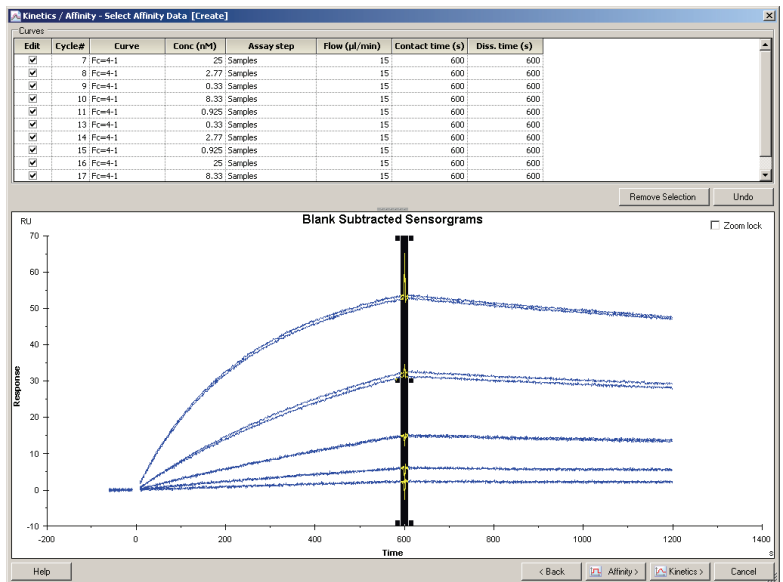 Kinetics / Affinity - Select Affinity Data [Create]
Curves
Edit Cycle# Curve Conc (nM) Assay step Flow (µl/min) Contact time (s) Diss. time (s)
7 Fc=4-1 25 Samples 15 600 600
8 Fc=4-1 2.77 Samples 15 600 600
9 Fc=4-1 0.33 Samples 15 600 600
10 Fc=4-1 8.33 Samples 15 600 600
11 Fc=4-1 0.925 Samples 15 600 600
13 Fc=4-1 0.33 Samples 15 600 600
14 Fc=4-1 2.77 Samples 15 600 600
15 Fc=4-1 0.925 Samples 15 600 600
16 Fc=4-1 25 Samples 15 600 600
17 Fc=4-1 8.33 Samples 15 600 600
Remove Selection Undo
Blank Subtracted Sensorgrams
RU
Zoom lock
70
60
50
40
30
20
10
0
-10
Response
-200 0 200 400 600 800 1000 1200 1400
Time s
Help < Back Affinity > Kinetics > Cancel